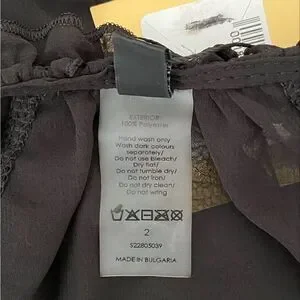 EXTERIOR:
100% Polyester
Hand wash only
Wash dark colours
separately/
Do not use bleach/
Dry flat/
Do not tumble dry/
Do not iron/
Do not dry clean/
Do not wring
2
S22805039
MADE IN BULGARIA